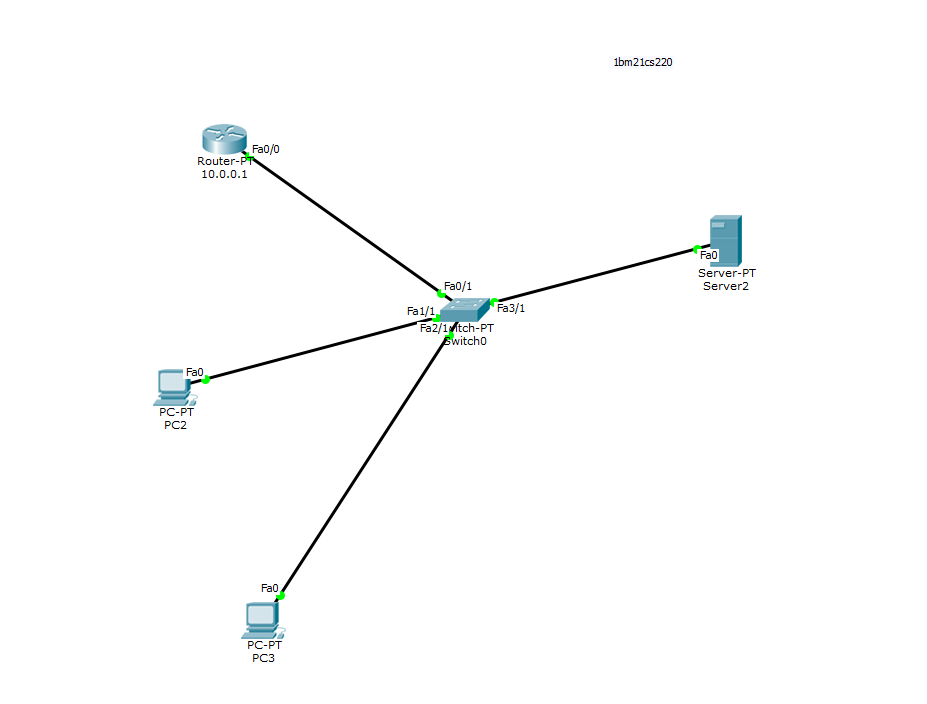 1bm21cs220
Fa0/0
Router-PT
10.0.0.1
Fa0
Server-PT
Server2
Fa0/1
Fa3/1
Fa1/1
Fa2/1
Switch0
Fa0
PC-PT
PC2
Fa0
PC-PT
PC3